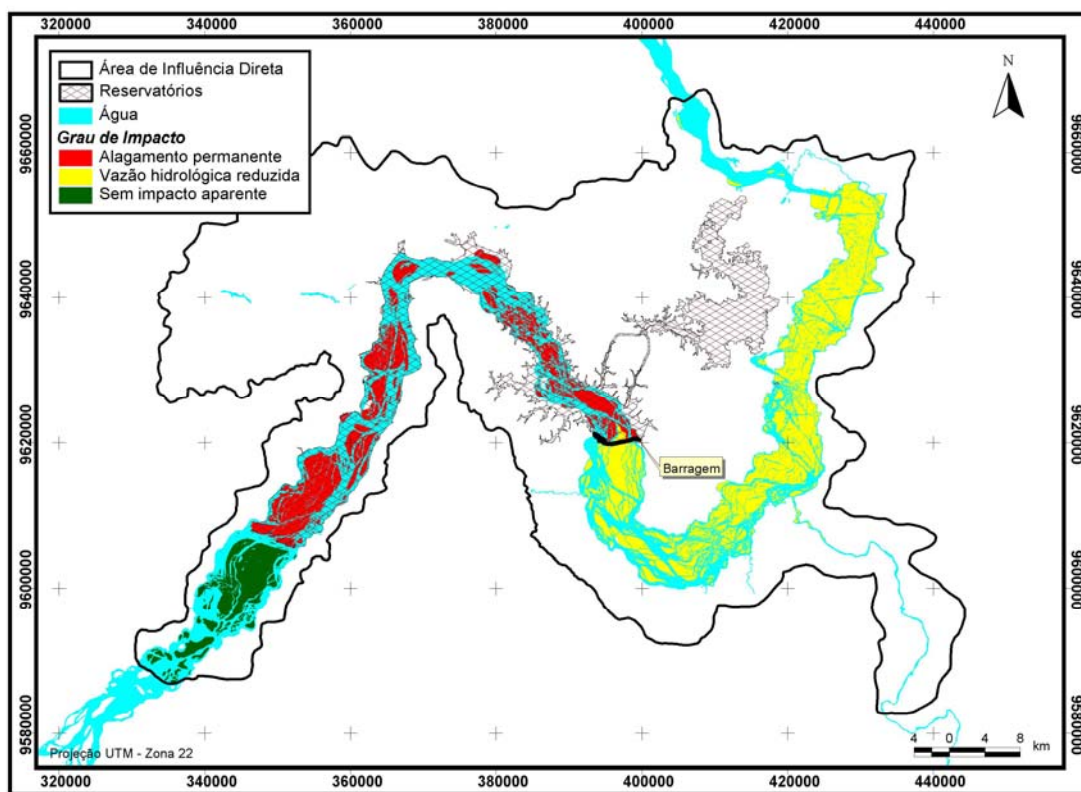 320000 340000 360000 380000 400000 420000 440000
Área de Influência Direta
Reservatórios
Água
Grau de Impacto
Alagamento permanente
Vazão hidrológica reduzida
Sem impacto aparente
N
9660000
9640000
9620000
9600000
9580000
9660000
9640000
9620000
9600000
9580000
Barragem
Projeção UTM - Zona 22
4 0 4 8
km
320000 340000 360000 380000 400000 420000 440000